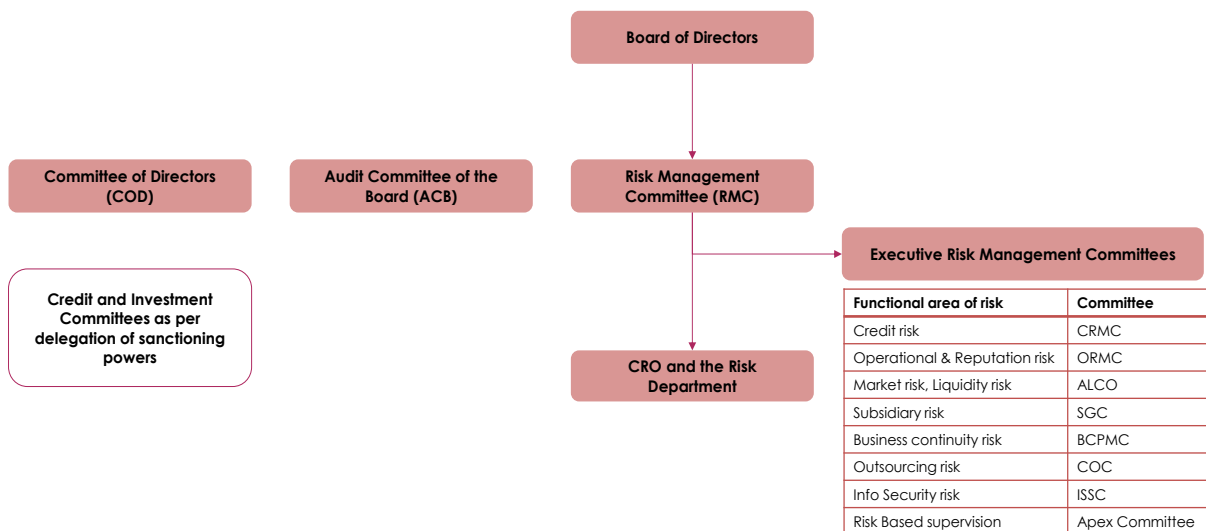 Board of Directors
Committee of Directors
(COD)
Audit Committee of the
Board (ACB)
Risk Management
Committee (RMC)
Credit and Investment
Committees as per
delegation of sanctioning
powers
CRO and the Risk
Department
Executive Risk Management Committees
Functional area of risk Committee
Credit risk CRMC
Operational & Reputation risk ORMC
Market risk, Liquidity risk ALCO
Subsidiary risk SGC
Business continuity risk BCPMC
Outsourcing risk COC
Info Security risk ISSC
Risk Based supervision Apex Committee